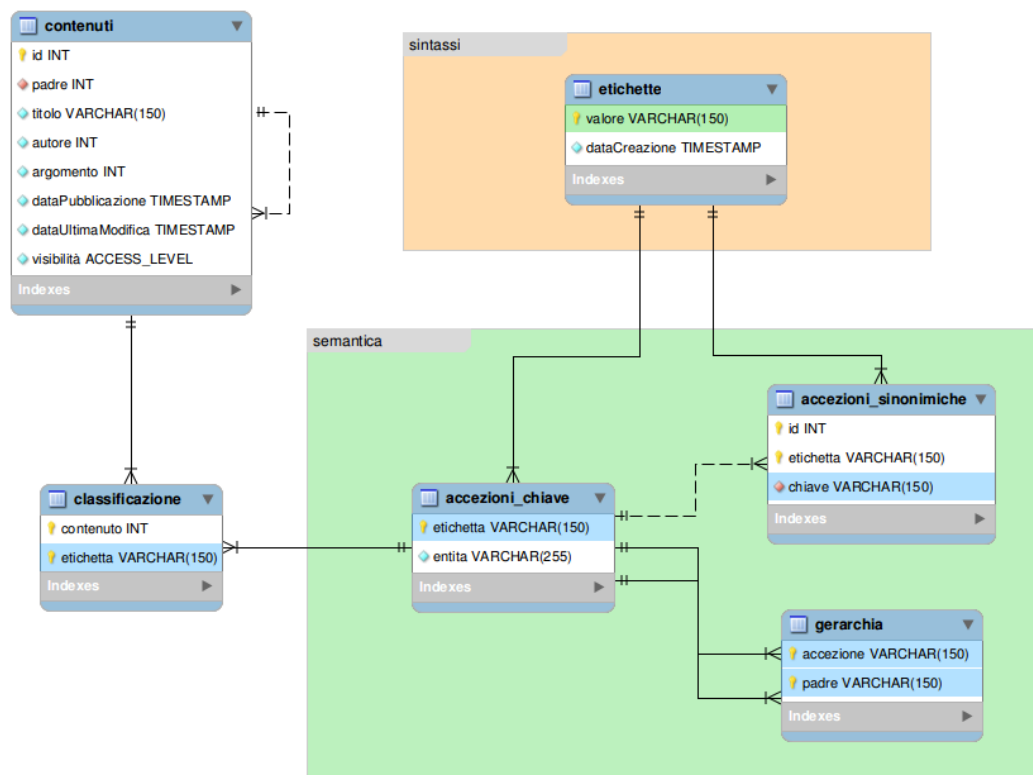 contenuti
id INT
padre INT
titolo VARCHAR(150)
autore INT
argomento INT
dataPubblicazione TIMESTAMP
dataUltimaModifica TIMESTAMP
visibilità ACCESS_LEVEL
Indexes
sintassi
etichette
valore VARCHAR(150)
dataCreazione TIMESTAMP
Indexes
semantica
accezioni_sinonimiche
id INT
etichetta VARCHAR(150)
chiave VARCHAR(150)
Indexes
classificazione
contenuto INT
etichetta VARCHAR(150)
Indexes
accezioni_chiave
etichetta VARCHAR(150)
entita VARCHAR(255)
Indexes
gerarchia
accezione VARCHAR(150)
padre VARCHAR(150)
Indexes